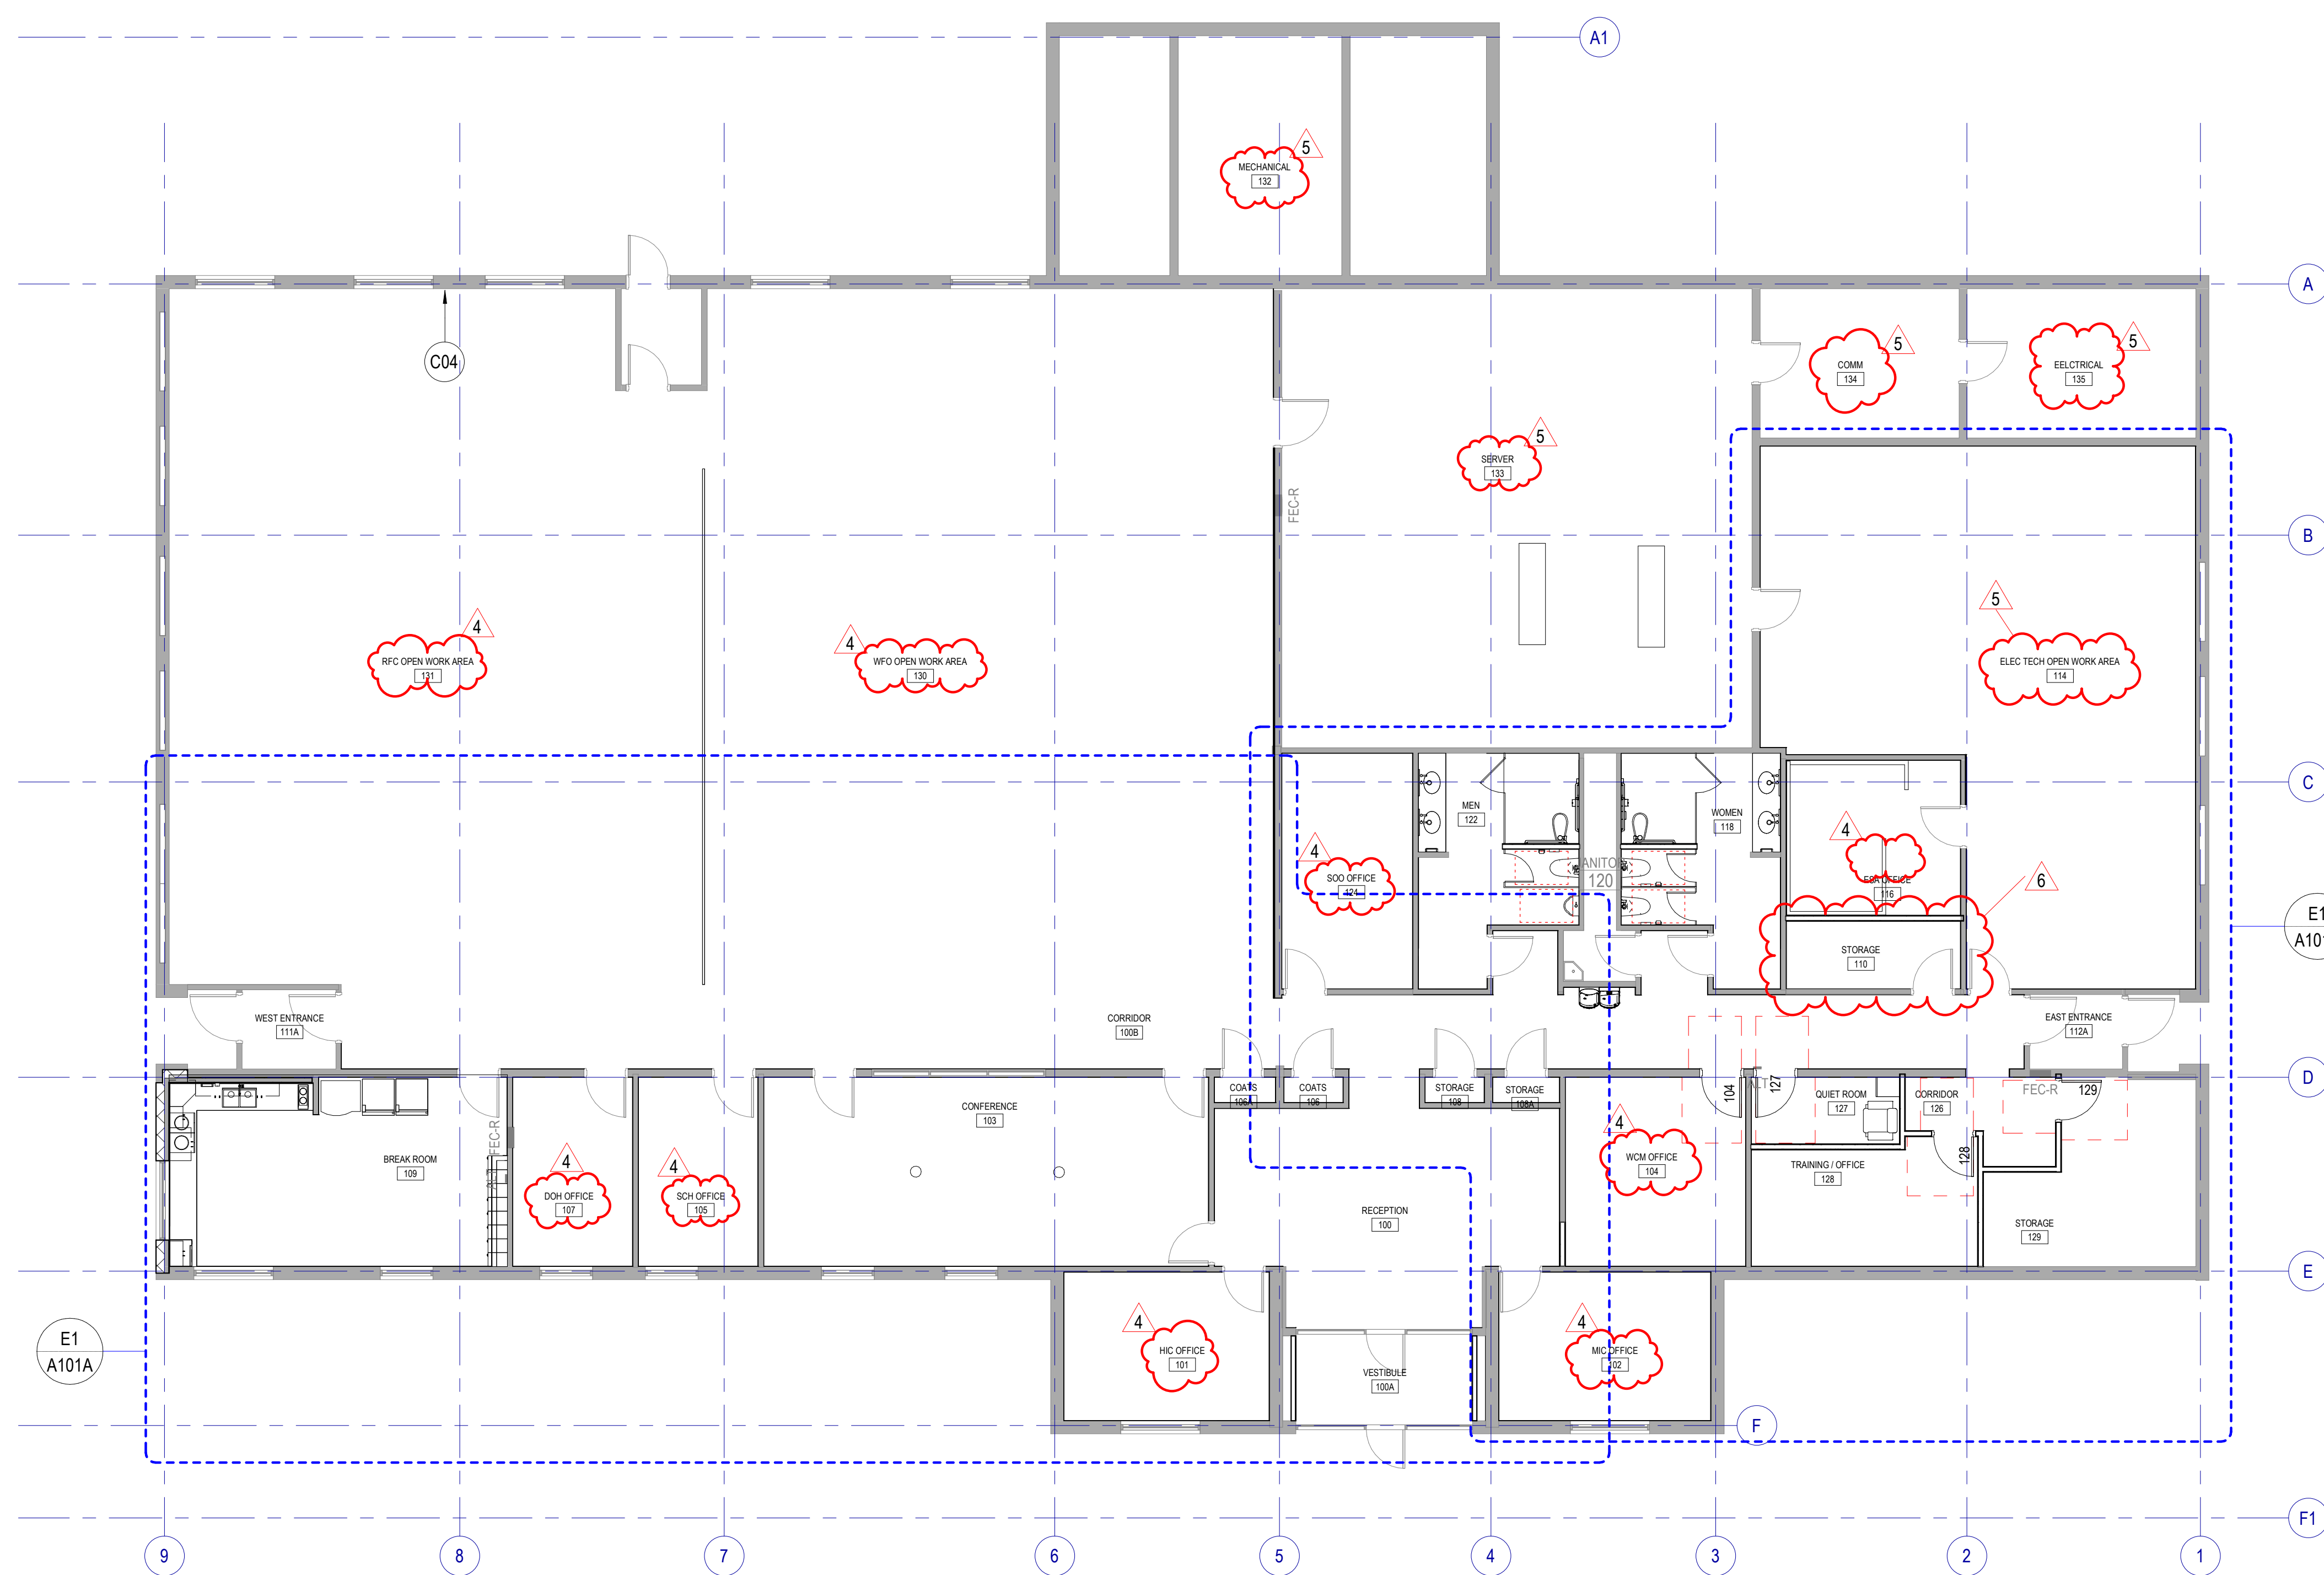 A1
5
MECHANICAL
132
A
C04
5
COMM
134
5
EELCTRICAL
135
5
SERVER
133
FEC-R
B
4
RFC OPEN WORK AREA
131
4
WFO OPEN WORK AREA
130
5
ELEC TECH OPEN WORK AREA
114
C
MEN
122
WOMEN
118
4
4
SOO OFFICE
124
120
116
6
E1
STORAGE
110
WEST ENTRANCE
111A
CORRIDOR
100B
EAST ENTRANCE
112A
D
COATS
106A
COATS
106
STORAGE
108
STORAGE
108A
104
127
QUIET ROOM
127
CORRIDOR
126
FEC-R
129
CONFERENCE
103
FEC-R
BREAK ROOM
109
4
DOH OFFICE
107
4
SCH OFFICE
105
4
WCM OFFICE
104
TRAINING / OFFICE
128
128
RECEPTION
100
STORAGE
129
E
4
HIC OFFICE
101
4
MIC OFFICE
102
VESTIBULE
100A
E1
A101A
F
F1
9
8
7
6
5
4
3
2
1